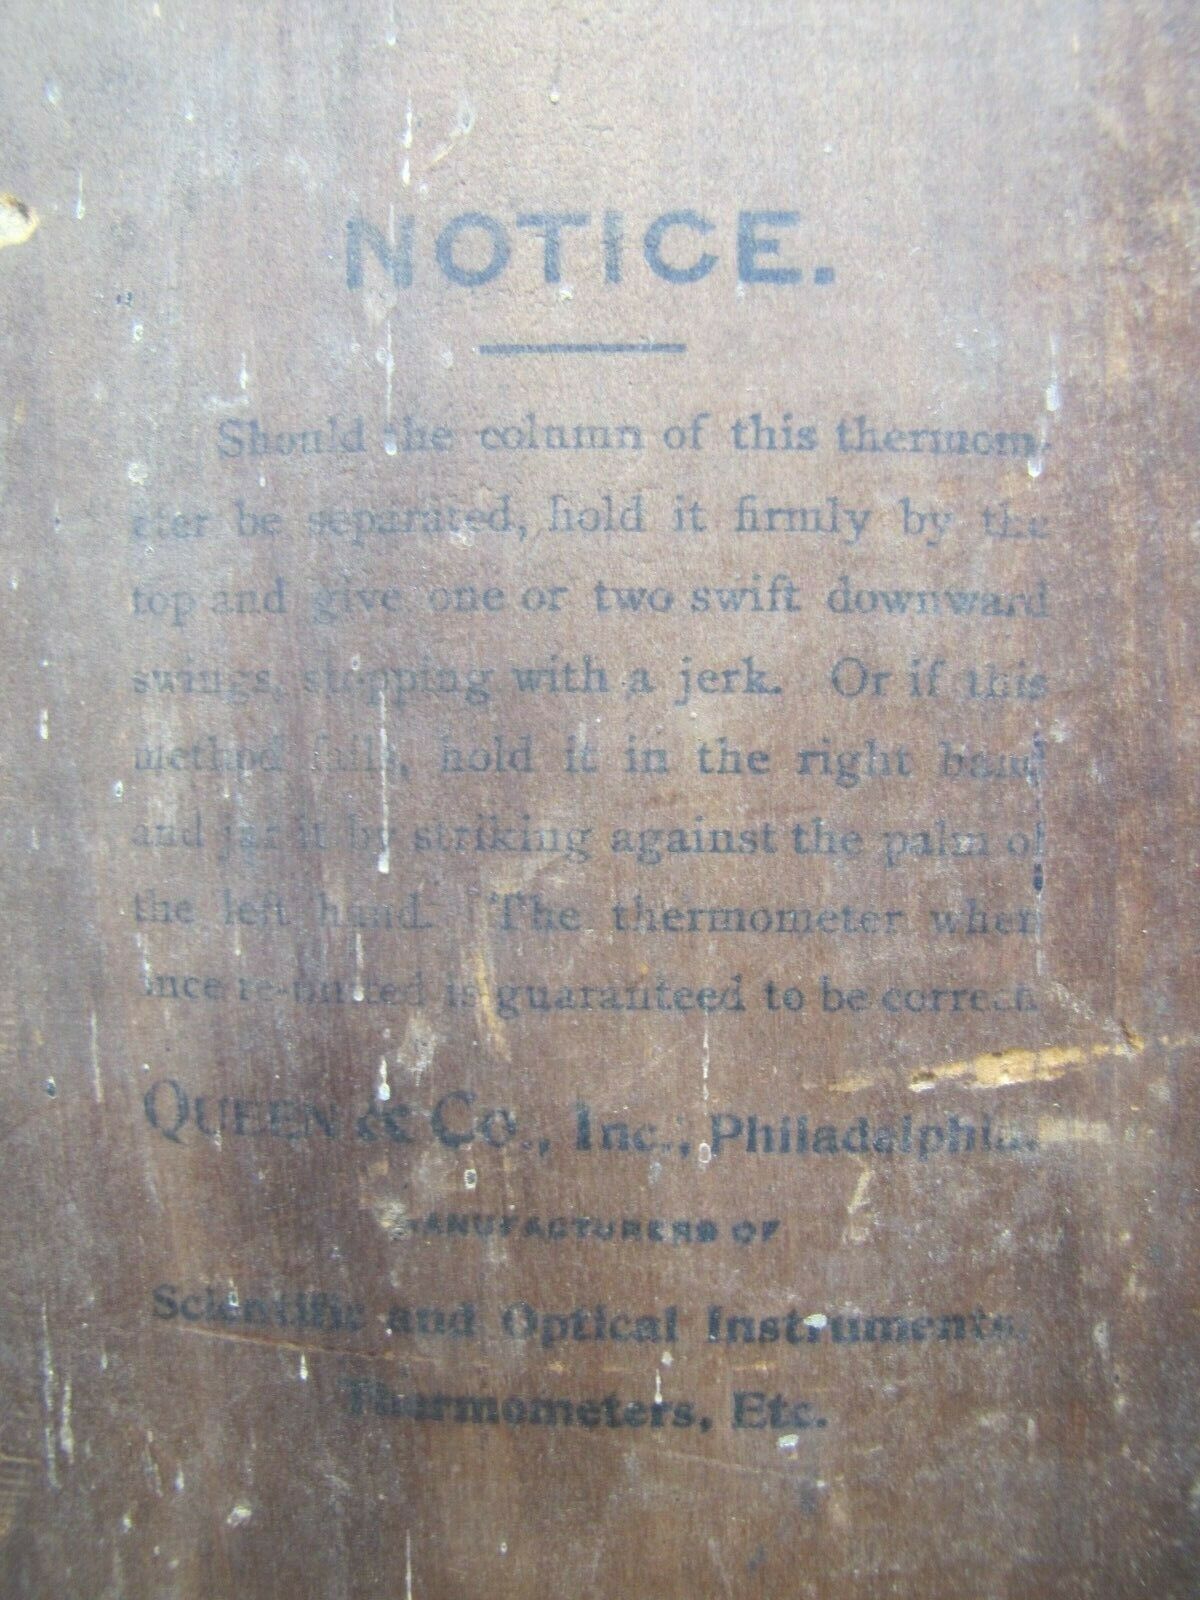 NOTICE.
Should the column of this thermom-
eter be separated, hold it firmly by the
top and give one or two swift downward
swings, stopping with a jerk. Or if this
method fails, hold it in the right hand
and jar it by striking against the palm of
the left hand. The thermometer when
once re-united is guaranteed to be correct
QUEEN & Co., Inc., Philadelphia.
MANUFACTURERS OF
Scientific and Optical Instruments,
Thermometers, Etc.